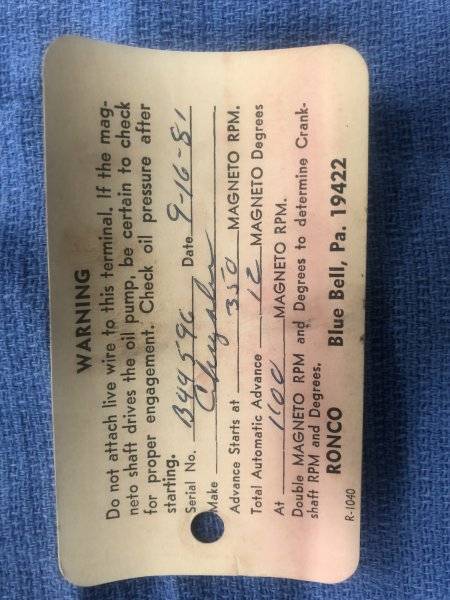 WARNING
Do not attach live wire to this terminal. If the mag-
neto shaft drives the oil pump, be certain to check
for proper engagement. Check oil pressure after
starting.
Serial No. B44559C Date 9-16-81
Make Chrysler
Advance Starts at 350 MAGNETO RPM.
Total Automatic Advance 12 MAGNETO Degrees
At 1100 MAGNETO RPM.
Double MAGNETO RPM and Degrees to determine Crank-
shaft RPM and Degrees.
RONCO Blue Bell, Pa. 19422
R-1040